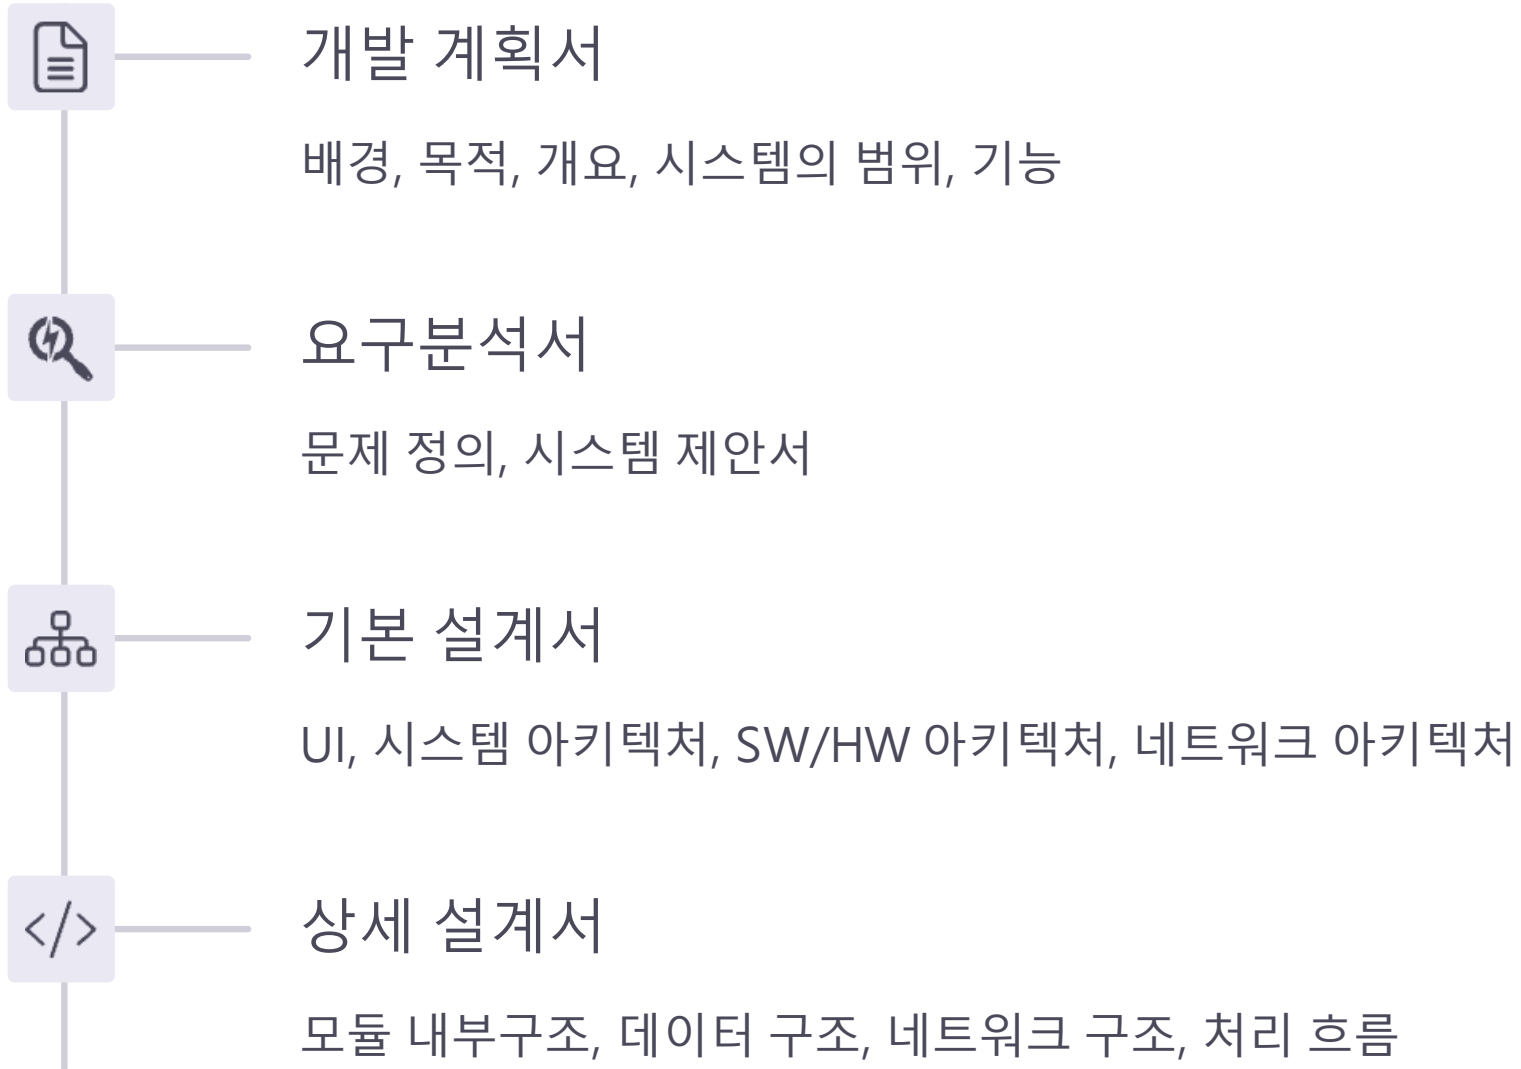 개발 계획서
배경, 목적, 개요, 시스템의 범위, 기능
요구분석서
문제 정의, 시스템 제안서
기본 설계서
UI, 시스템 아키텍처, SW/HW 아키텍처, 네트워크 아키텍처
</>
상세 설계서
모듈 내부구조, 데이터 구조, 네트워크 구조, 처리 흐름